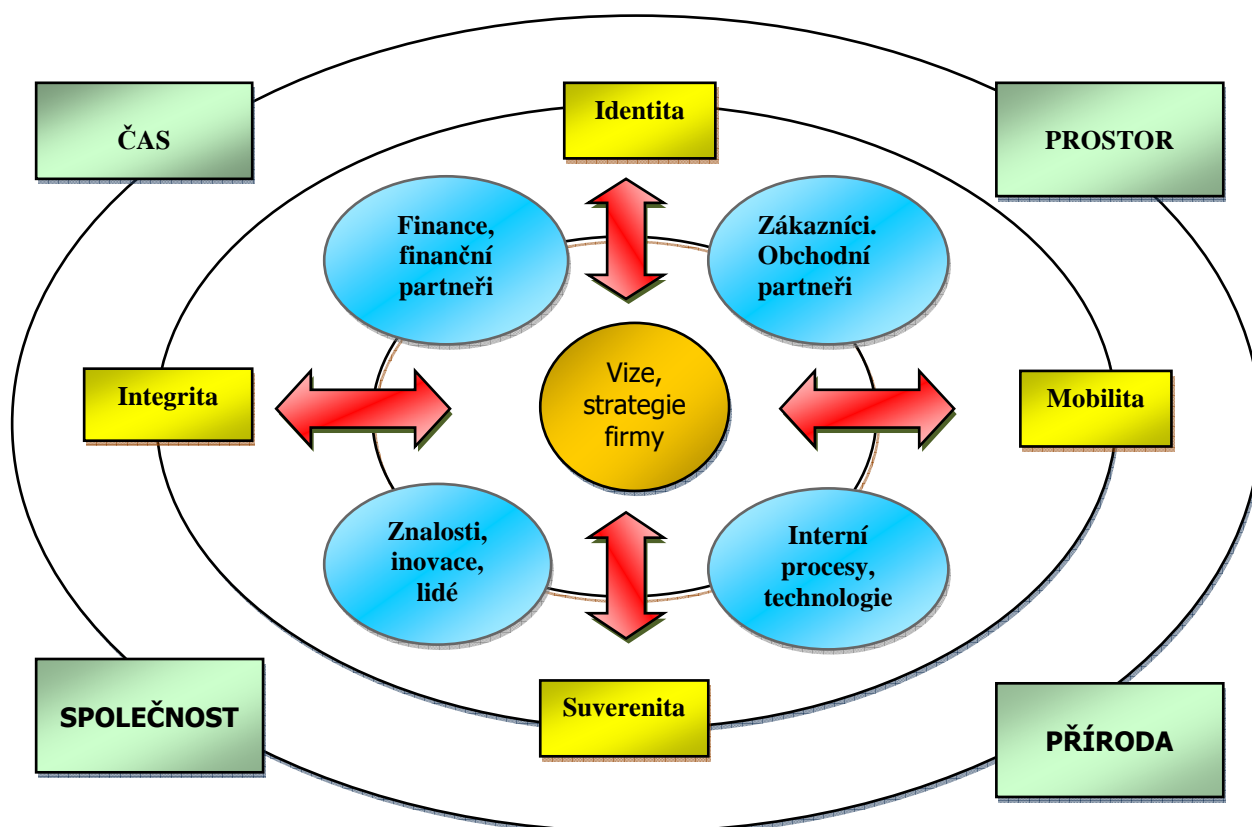 Identita
ČAS
PROSTOR
Finance,
finanční
partneři
Zákazníci.
Obchodní
partneři
Vize,
strategie
firmy
Integrita
Mobilita
Znalosti,
inovace,
lidé
Interní
procesy,
technologie
Suverenita
SPOLEČNOST
PŘÍRODA